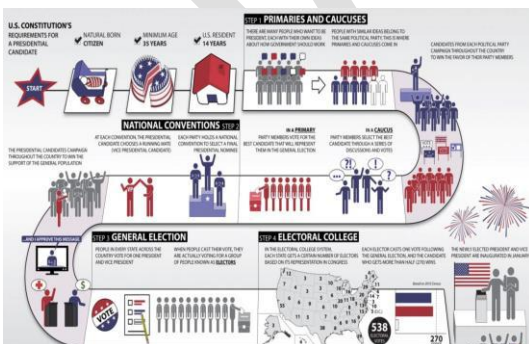 U.S. CONSTITUTION'S
REQUIREMENTS FOR
A PRESIDENTIAL
CANDIDATE
NATURAL BORN
CITIZEN
MINIMUM AGE
35 YEARS
U.S. RESIDENT
14 YEARS
START
STEP 1 PRIMARIES AND CAUCUSES
THERE ARE MANY PEOPLE WHO WANT TO BE
PRESIDENT, EACH WITH THEIR OWN IDEAS
ABOUT HOW GOVERNMENT SHOULD WORK
PEOPLE WITH SIMILAR IDEAS BELONG TO
THE SAME POLITICAL PARTY. THIS IS WHERE
PRIMARIES AND CAUCUSES COME IN
CANDIDATES FROM EACH POLITICAL PARTY
CAMPAIGN THROUGHOUT THE COUNTRY
TO WIN THE FAVOR OF THEIR PARTY MEMBERS
IN A PRIMARY
PARTY MEMBERS VOTE FOR THE
BEST CANDIDATE THAT WILL REPRESENT
THEM IN THE GENERAL ELECTION
IN A CAUCUS
PARTY MEMBERS SELECT THE BEST
CANDIDATE THROUGH A SERIES OF
DISCUSSIONS AND VOTES
?!
!
...
?
NATIONAL CONVENTIONS STEP 2
AT EACH CONVENTION, THE PRESIDENTIAL
CANDIDATE CHOOSES A RUNNING MATE
(VICE PRESIDENTIAL CANDIDATE)
EACH PARTY HOLDS A NATIONAL
CONVENTION TO SELECT A FINAL
PRESIDENTIAL NOMINEE
THE PRESIDENTIAL CANDIDATES CAMPAIGN
THROUGHOUT THE COUNTRY TO WIN THE
SUPPORT OF THE GENERAL POPULATION
...AND I APPROVE THIS MESSAGE
$
STEP 3 GENERAL ELECTION
PEOPLE IN EVERY STATE ACROSS THE
COUNTRY VOTE FOR ONE PRESIDENT
AND VICE PRESIDENT
WHEN PEOPLE CAST THEIR VOTE, THEY
ARE ACTUALLY VOTING FOR A GROUP
OF PEOPLE KNOWN AS ELECTORS
VOTE
STEP 4 ELECTORAL COLLEGE
IN THE ELECTORAL COLLEGE SYSTEM,
EACH STATE GETS A CERTAIN NUMBER OF ELECTORS
BASED ON ITS REPRESENTATION IN CONGRESS
EACH ELECTOR CASTS ONE VOTE FOLLOWING
THE GENERAL ELECTION, AND THE CANDIDATE
WHO GETS MORE THAN HALF (270) WINS
538
ELECTORAL
VOTES
270
THE NEWLY ELECTED PRESIDENT AND VICE
PRESIDENT ARE INAUGURATED IN JANUARY